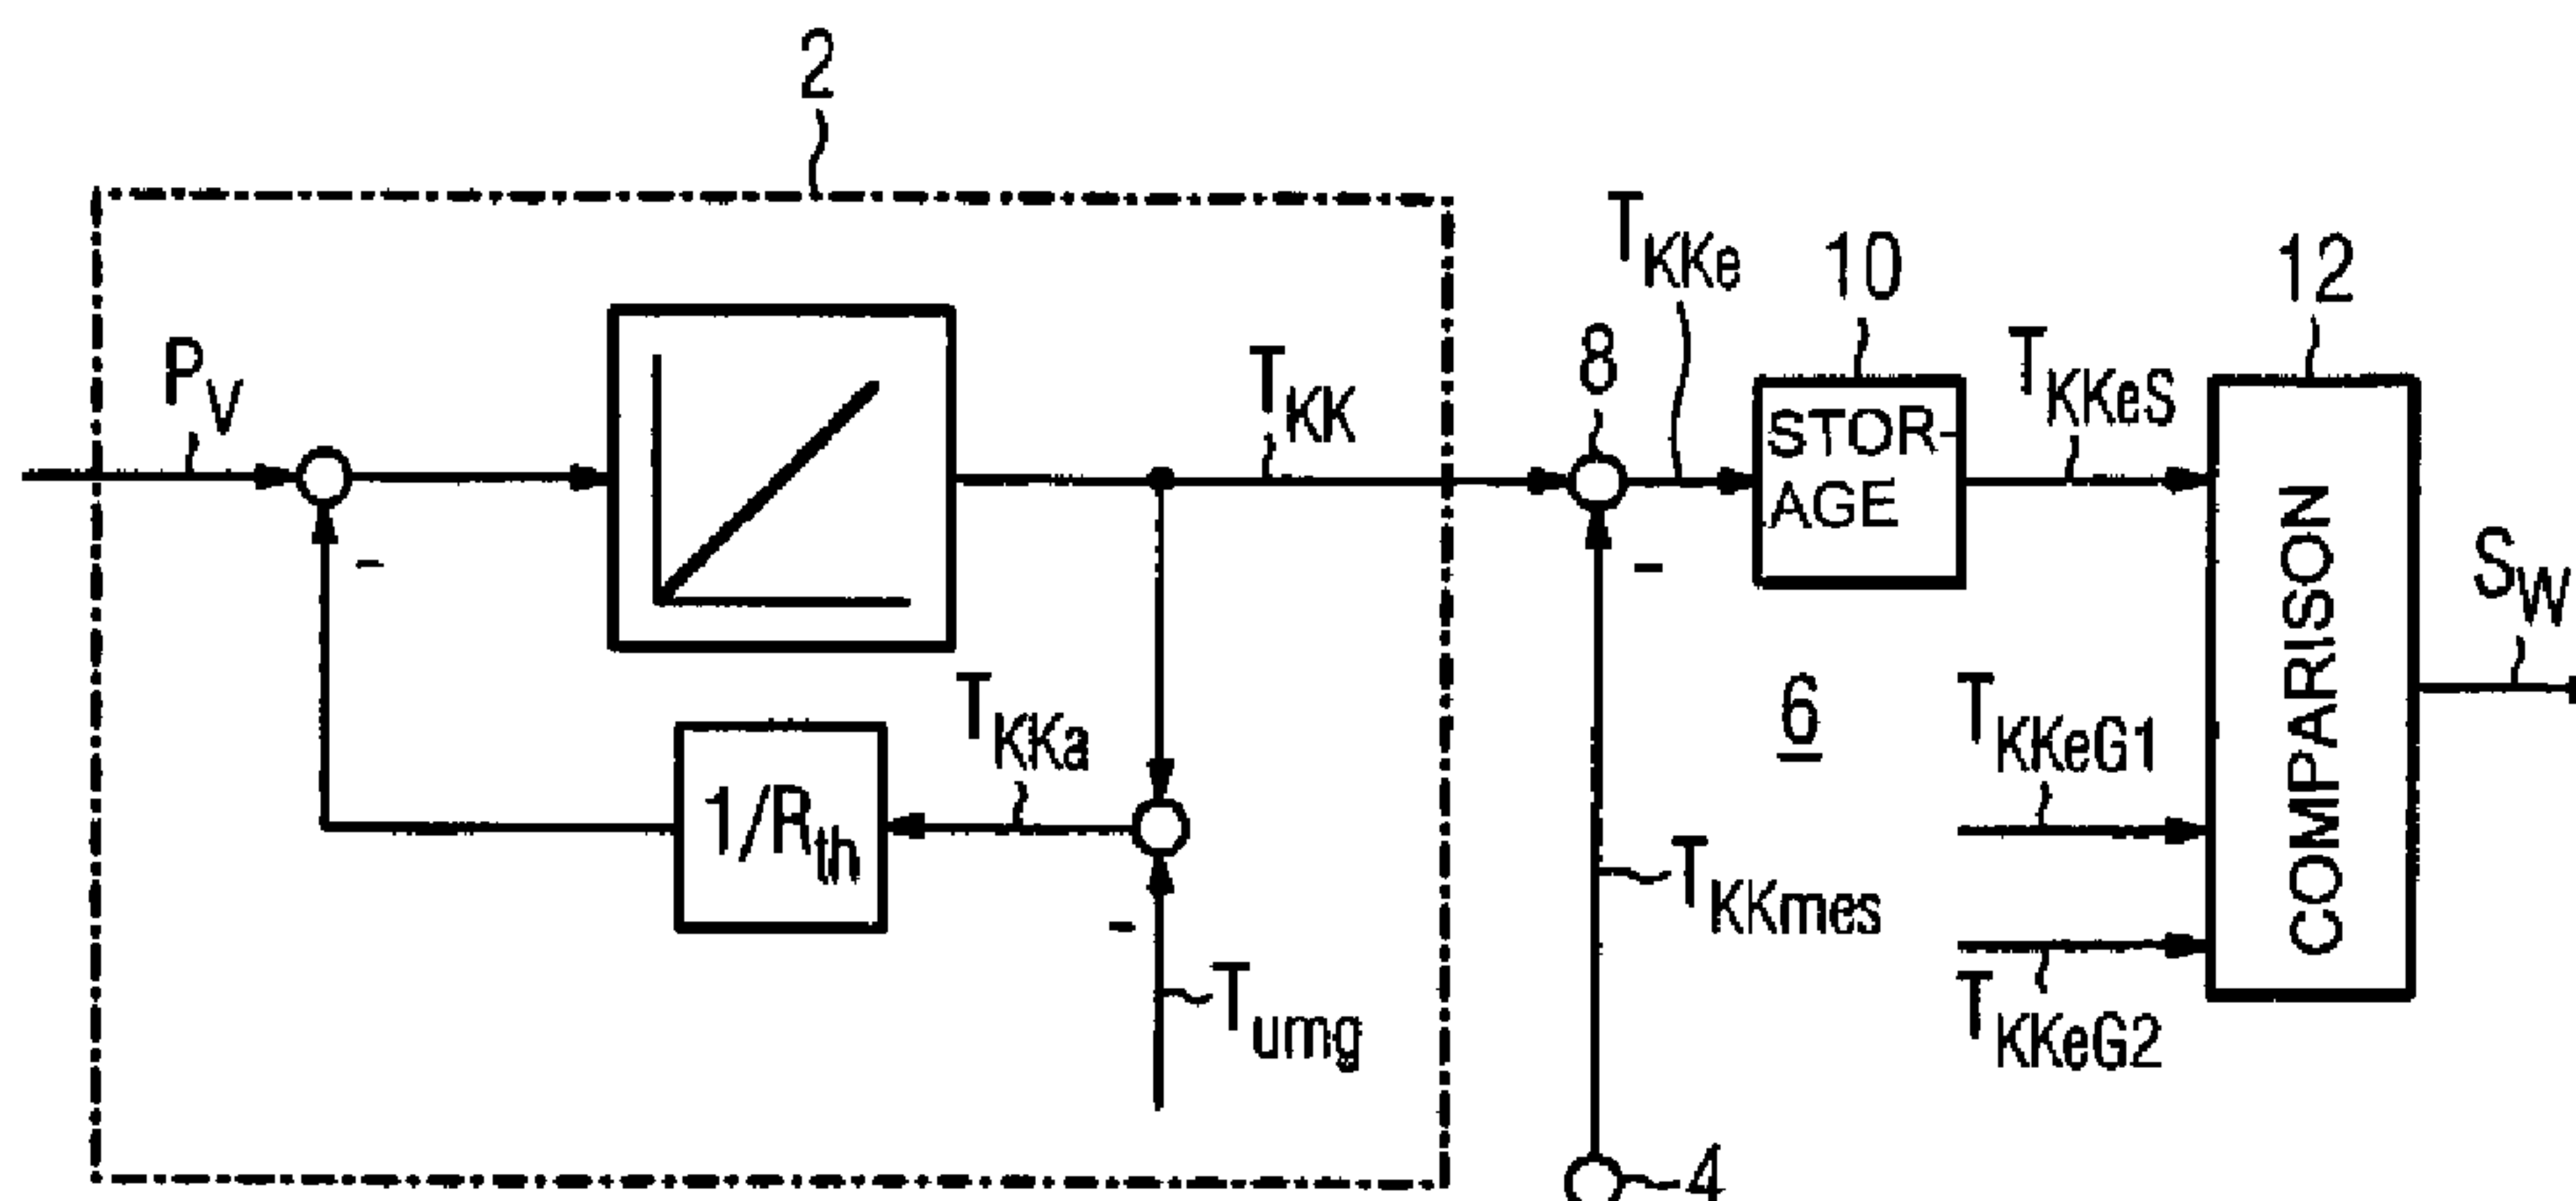 2
P_V
T_KK
T_KKa
1/R_th
T_umg
8
T_KKe
10
STOR-
AGE
T_KKeS
12
COMPARISON
6
T_KKmes
T_KKeG1
T_KKeG2
S_W
4